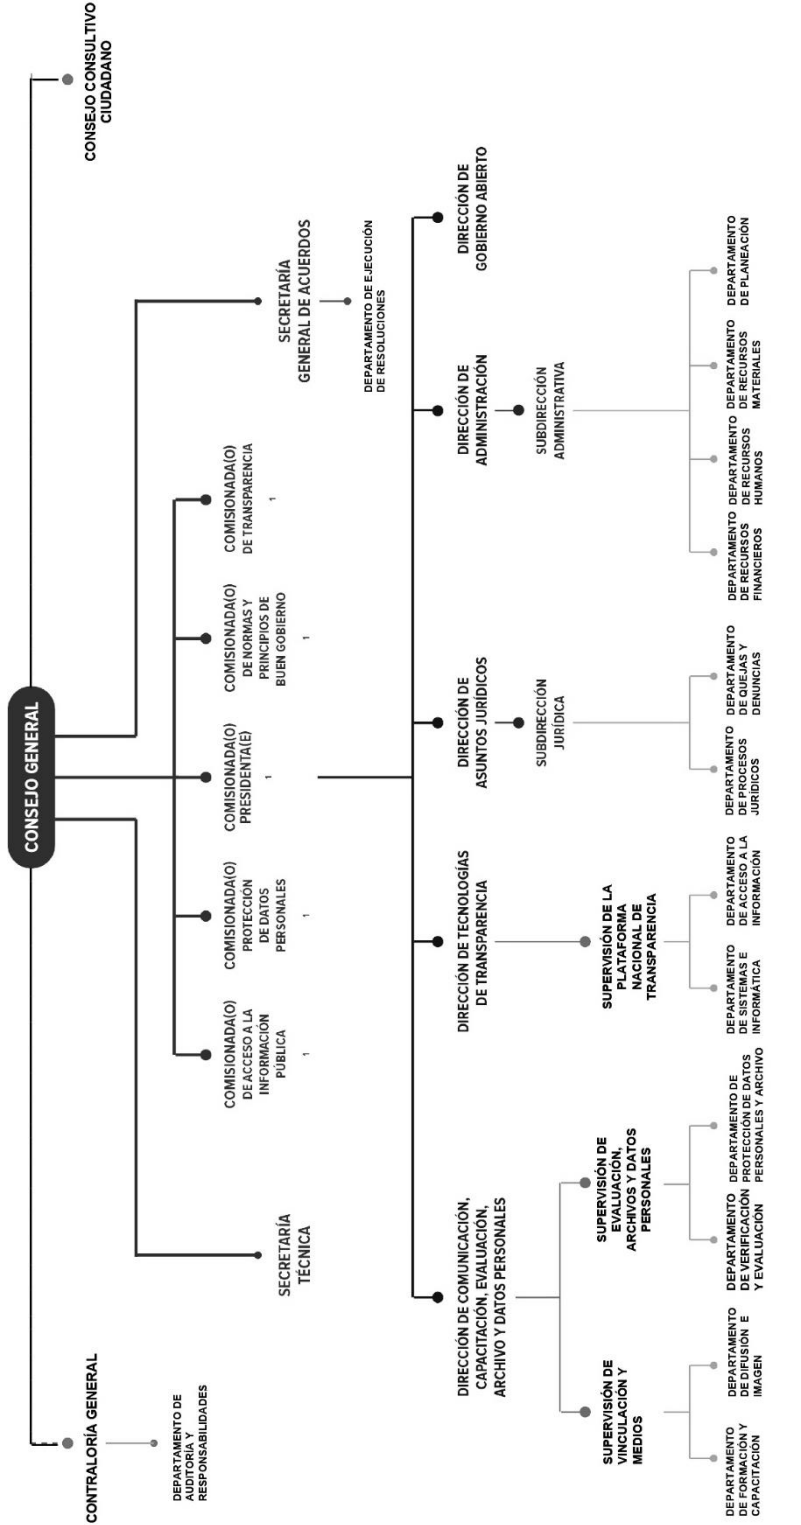 CONSEJO GENERAL
CONTRALORÍA GENERAL
DEPARTAMENTO DE
AUDITORÍA Y
RESPONSABILIDADES
CONSEJO CONSULTIVO
CIUDADANO
SECRETARÍA
TÉCNICA
COMISIONADA(O)
DE ACCESO A LA
INFORMACIÓN
PÚBLICA
1
COMISIONADA(O)
PROTECCIÓN
DE DATOS
PERSONALES
1
COMISIONADA(O)
PRESIDENTA(E)
1
COMISIONADA(O)
DE NORMAS Y
PRINCIPIOS DE
BUEN GOBIERNO
1
COMISIONADA(O)
DE TRANSPARENCIA
1
SECRETARÍA
GENERAL DE ACUERDOS
DEPARTAMENTO DE EJECUCIÓN
DE RESOLUCIONES
DIRECCIÓN DE COMUNICACIÓN,
CAPACITACIÓN, EVALUACIÓN,
ARCHIVO Y DATOS PERSONALES
DIRECCIÓN DE TECNOLOGÍAS
DE TRANSPARENCIA
DIRECCIÓN DE
ASUNTOS JURÍDICOS
DIRECCIÓN DE
ADMINISTRACIÓN
DIRECCIÓN DE
GOBIERNO ABIERTO
SUBDIRECCIÓN
JURÍDICA
SUBDIRECCIÓN
ADMINISTRATIVA
SUPERVISIÓN DE
VINCULACIÓN Y
MEDIOS
SUPERVISIÓN DE
EVALUACIÓN,
ARCHIVOS Y DATOS
PERSONALES
SUPERVISIÓN DE LA
PLATAFORMA
NACIONAL DE
TRANSPARENCIA
DEPARTAMENTO
DE FORMACIÓN Y
CAPACITACIÓN
DEPARTAMENTO
DE DIFUSIÓN E
IMAGEN
DEPARTAMENTO
DE VERIFICACIÓN
Y EVALUACIÓN
DEPARTAMENTO DE
PROTECCIÓN DE DATOS
PERSONALES Y ARCHIVO
DEPARTAMENTO
DE SISTEMAS E
INFORMÁTICA
DEPARTAMENTO
DE ACCESO A LA
INFORMACIÓN
DEPARTAMENTO
DE PROCESOS
JURÍDICOS
DEPARTAMENTO
DE QUEJAS Y
DENUNCIAS
DEPARTAMENTO
DE RECURSOS
FINANCIEROS
DEPARTAMENTO
DE RECURSOS
HUMANOS
DEPARTAMENTO
DE RECURSOS
MATERIALES
DEPARTAMENTO
DE PLANEACIÓN